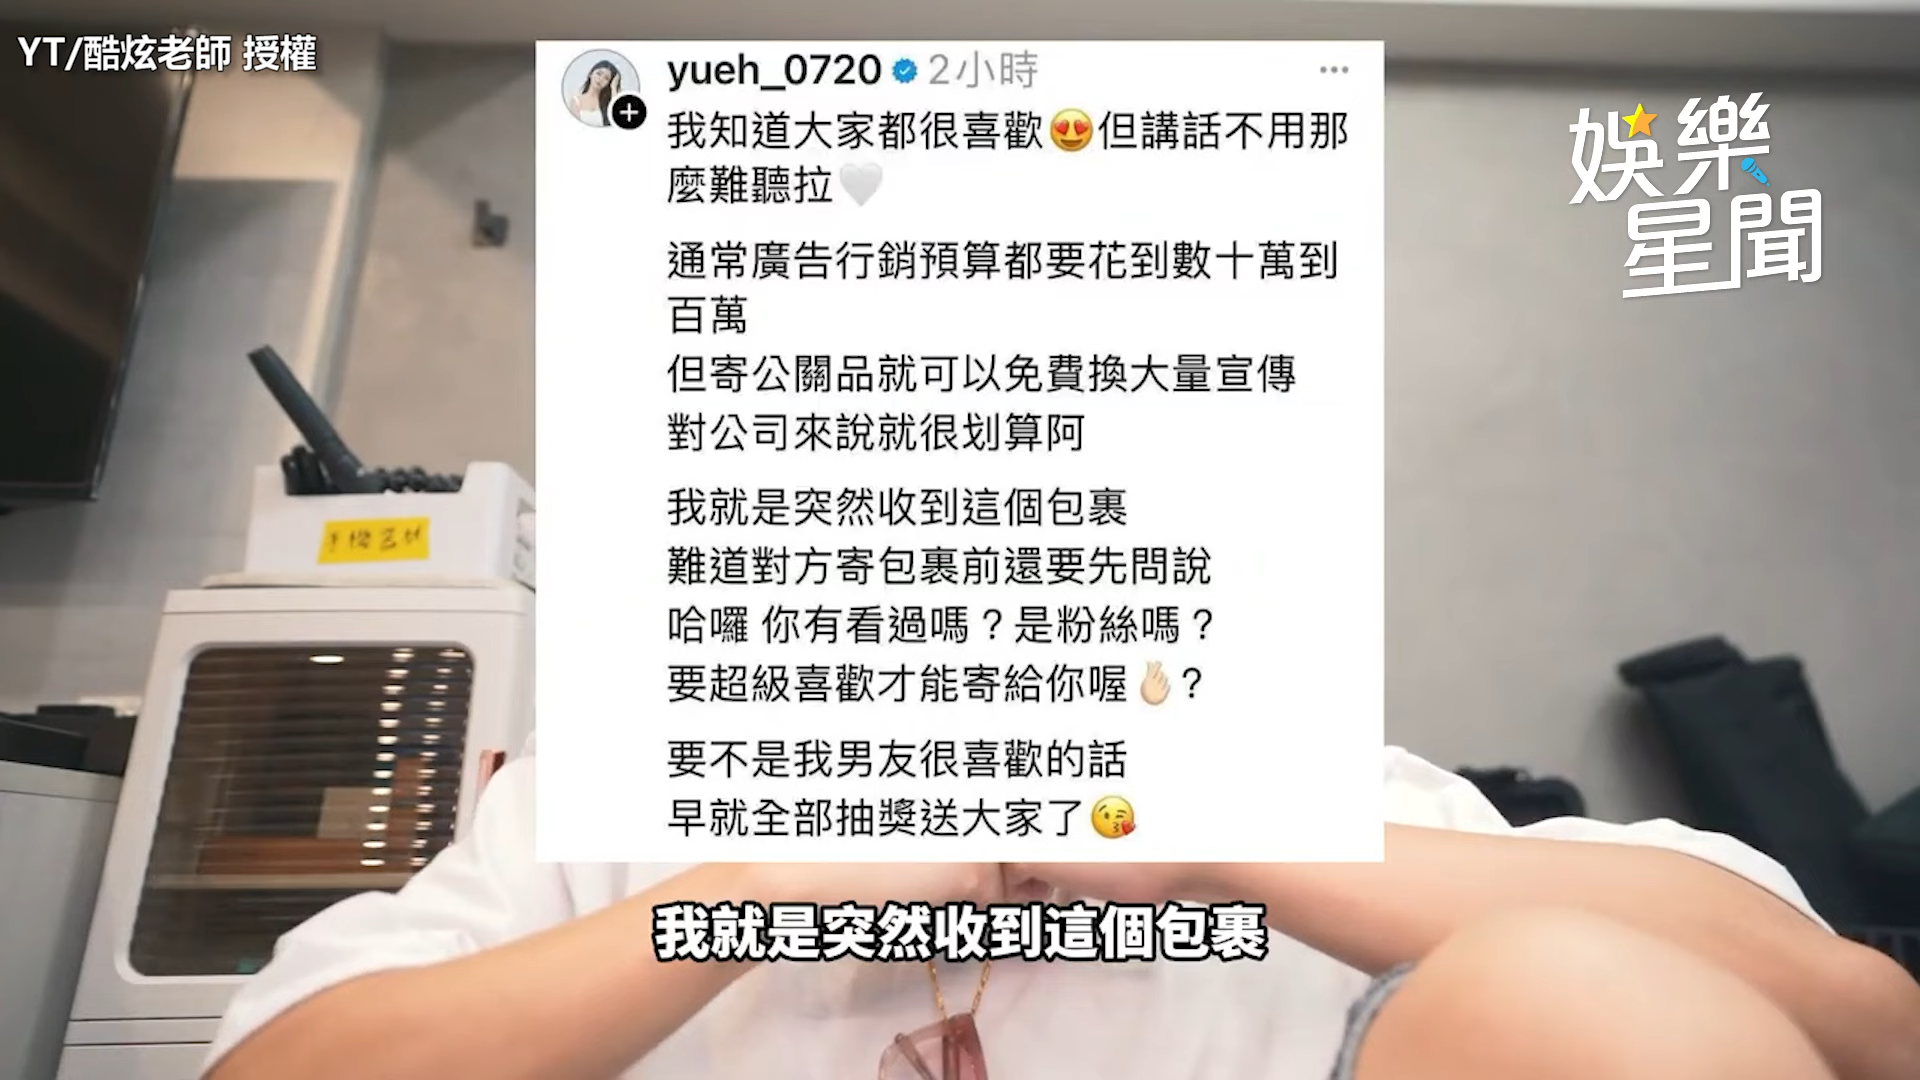 YT/酷炫老師 授權
娛樂
星聞
yueh_0720 2小時
我知道大家都很喜歡😍但講話不用那
麼難聽拉🤍
通常廣告行銷預算都要花到數十萬到
百萬
但寄公關品就可以免費換大量宣傳
對公司來說就很划算阿
我就是突然收到這個包裹
難道對方寄包裹前還要先問說
哈囉 你有看過嗎？是粉絲嗎？
要超級喜歡才能寄給你喔🫰🏻？
要不是我男友很喜歡的話
早就全部抽獎送大家了😘
我就是突然收到這個包裹